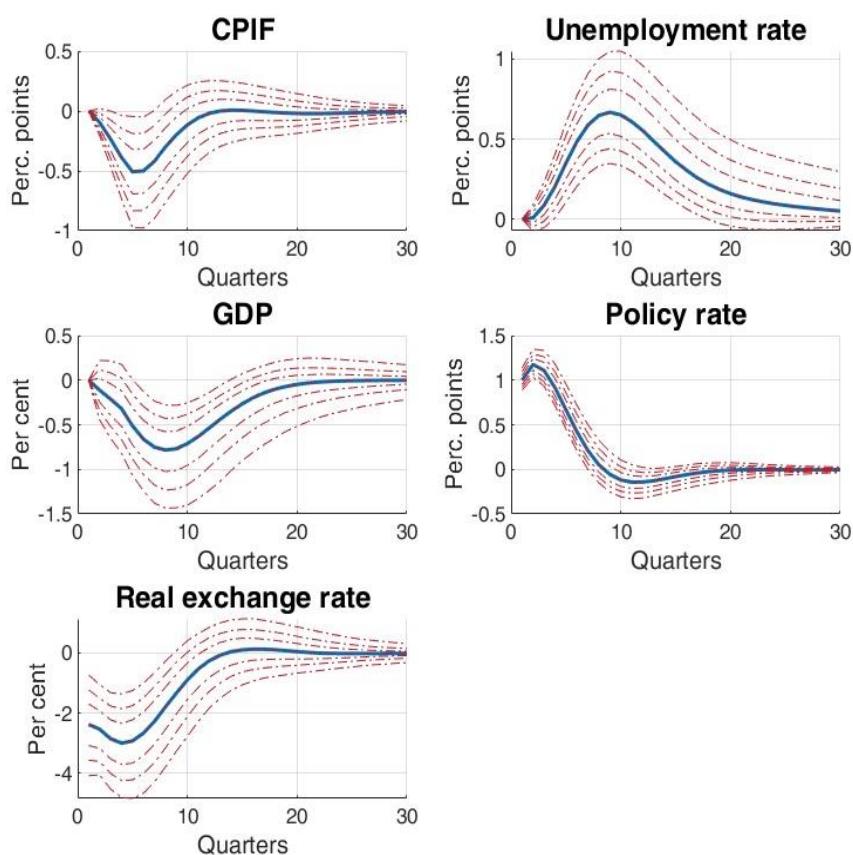 CPIF
Perc. points
0.5
0
-0.5
-1
0 10 20 30
Quarters
Unemployment rate
Perc. points
1
0.5
0
0 10 20 30
Quarters
GDP
Per cent
0.5
0
-0.5
-1
-1.5
0 10 20 30
Quarters
Policy rate
Perc. points
1.5
1
0.5
0
-0.5
0 10 20 30
Quarters
Real exchange rate
Per cent
0
-2
-4
0 10 20 30
Quarters